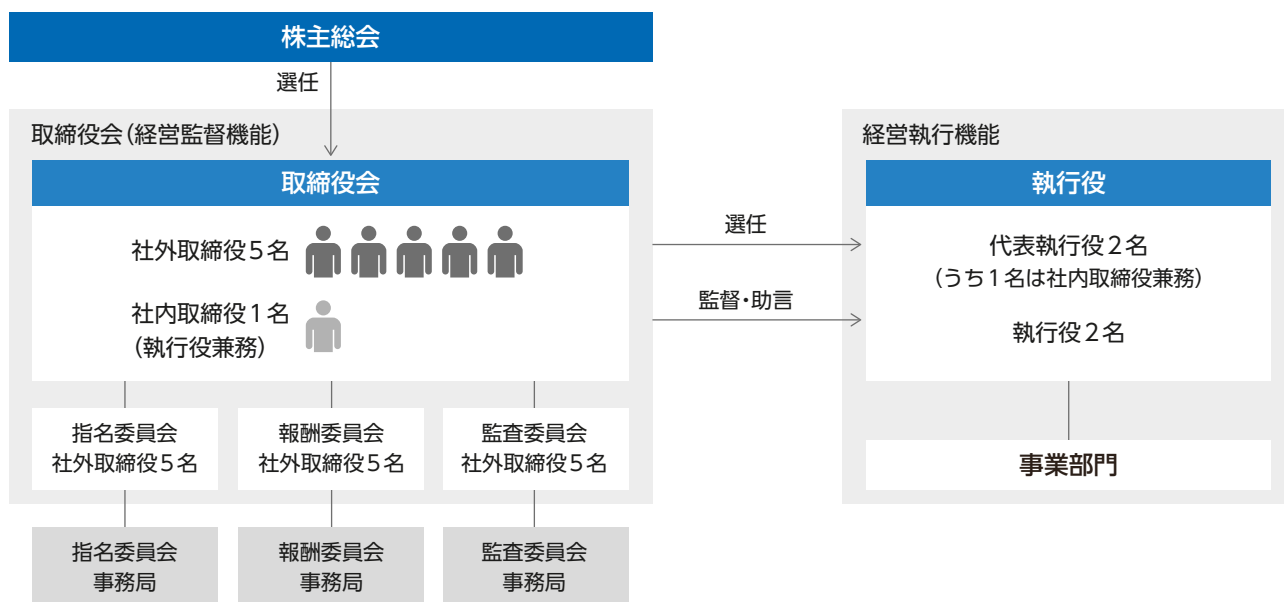 株主総会
選任
取締役会(経営監督機能)
取締役会
社外取締役5名
社内取締役1名
(執行役兼務)
指名委員会
社外取締役5名
報酬委員会
社外取締役5名
監査委員会
社外取締役5名
指名委員会
事務局
報酬委員会
事務局
監査委員会
事務局
選任
監督・助言
経営執行機能
執行役
代表執行役2名
(うち1名は社内取締役兼務)
執行役2名
事業部門